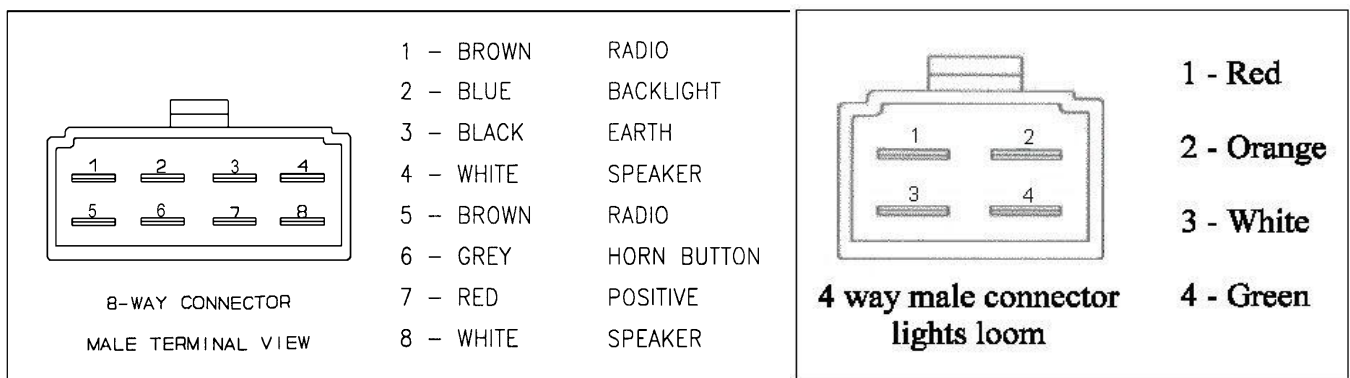 1 2 3 4
5 6 7 8
8-WAY CONNECTOR
MALE TERMINAL VIEW
1 - BROWN RADIO
2 - BLUE BACKLIGHT
3 - BLACK EARTH
4 - WHITE SPEAKER
5 - BROWN RADIO
6 - GREY HORN BUTTON
7 - RED POSITIVE
8 - WHITE SPEAKER
1 2
3 4
4 way male connector
lights loom
1 - Red
2 - Orange
3 - White
4 - Green